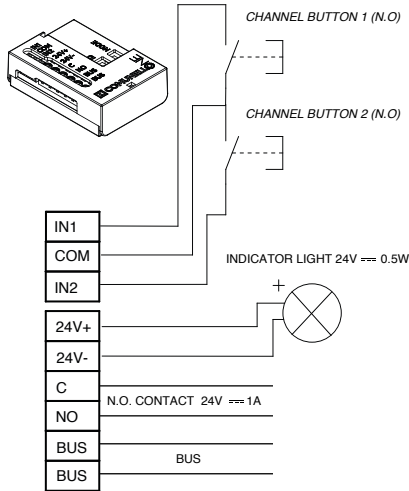 CHANNEL BUTTON 1 (N.O)
COMUNELLO
CHANNEL BUTTON 2 (N.O)
IN1
COM
IN2
INDICATOR LIGHT 24V ⎓ 0.5W
+
24V+
24V-
C
N.O. CONTACT 24V ⎓ 1A
NO
BUS
BUS
BUS